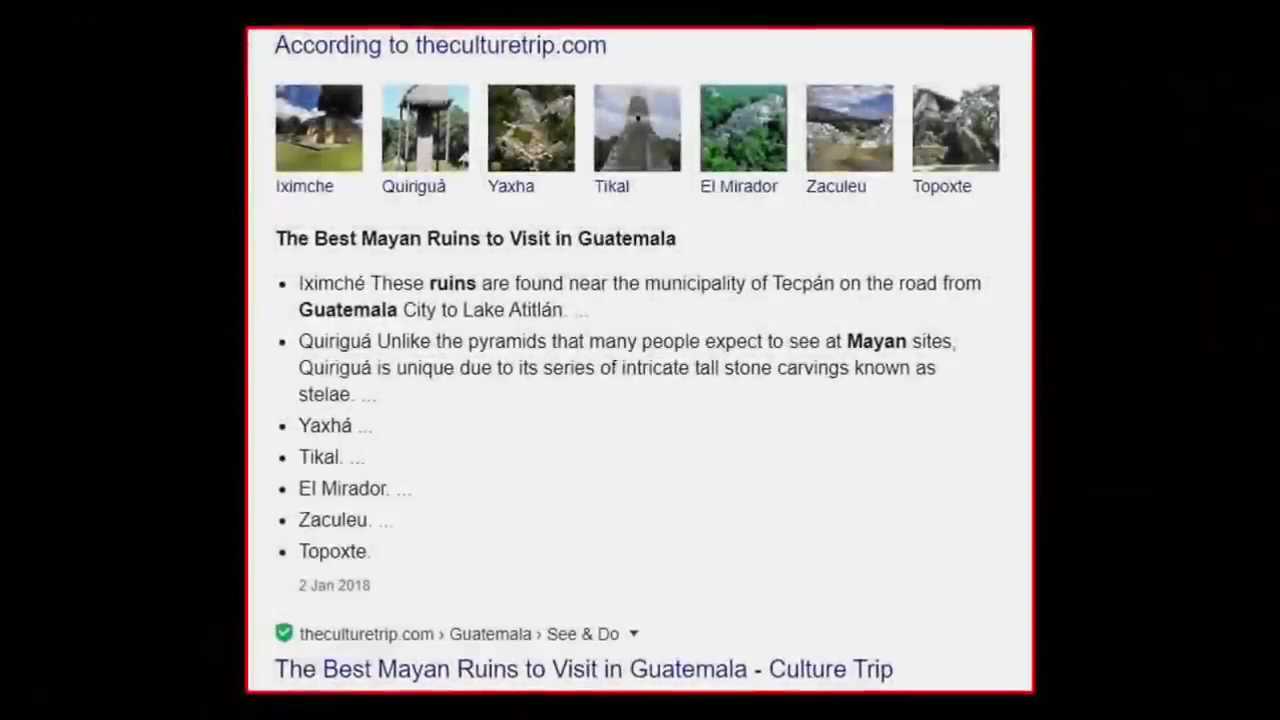 According to theculturetrip.com
Iximche Quiriguá Yaxha Tikal El Mirador Zaculeu Topoxte
The Best Mayan Ruins to Visit in Guatemala
• Iximché These ruins are found near the municipality of Tecpán on the road from
Guatemala City to Lake Atitlán. ...
• Quiriguá Unlike the pyramids that many people expect to see at Mayan sites,
Quiriguá is unique due to its series of intricate tall stone carvings known as
stelae. ...
• Yaxhá ...
• Tikal. ...
• El Mirador. ...
• Zaculeu. ...
• Topoxte.
2 Jan 2018
theculturetrip.com › Guatemala › See & Do
The Best Mayan Ruins to Visit in Guatemala - Culture Trip